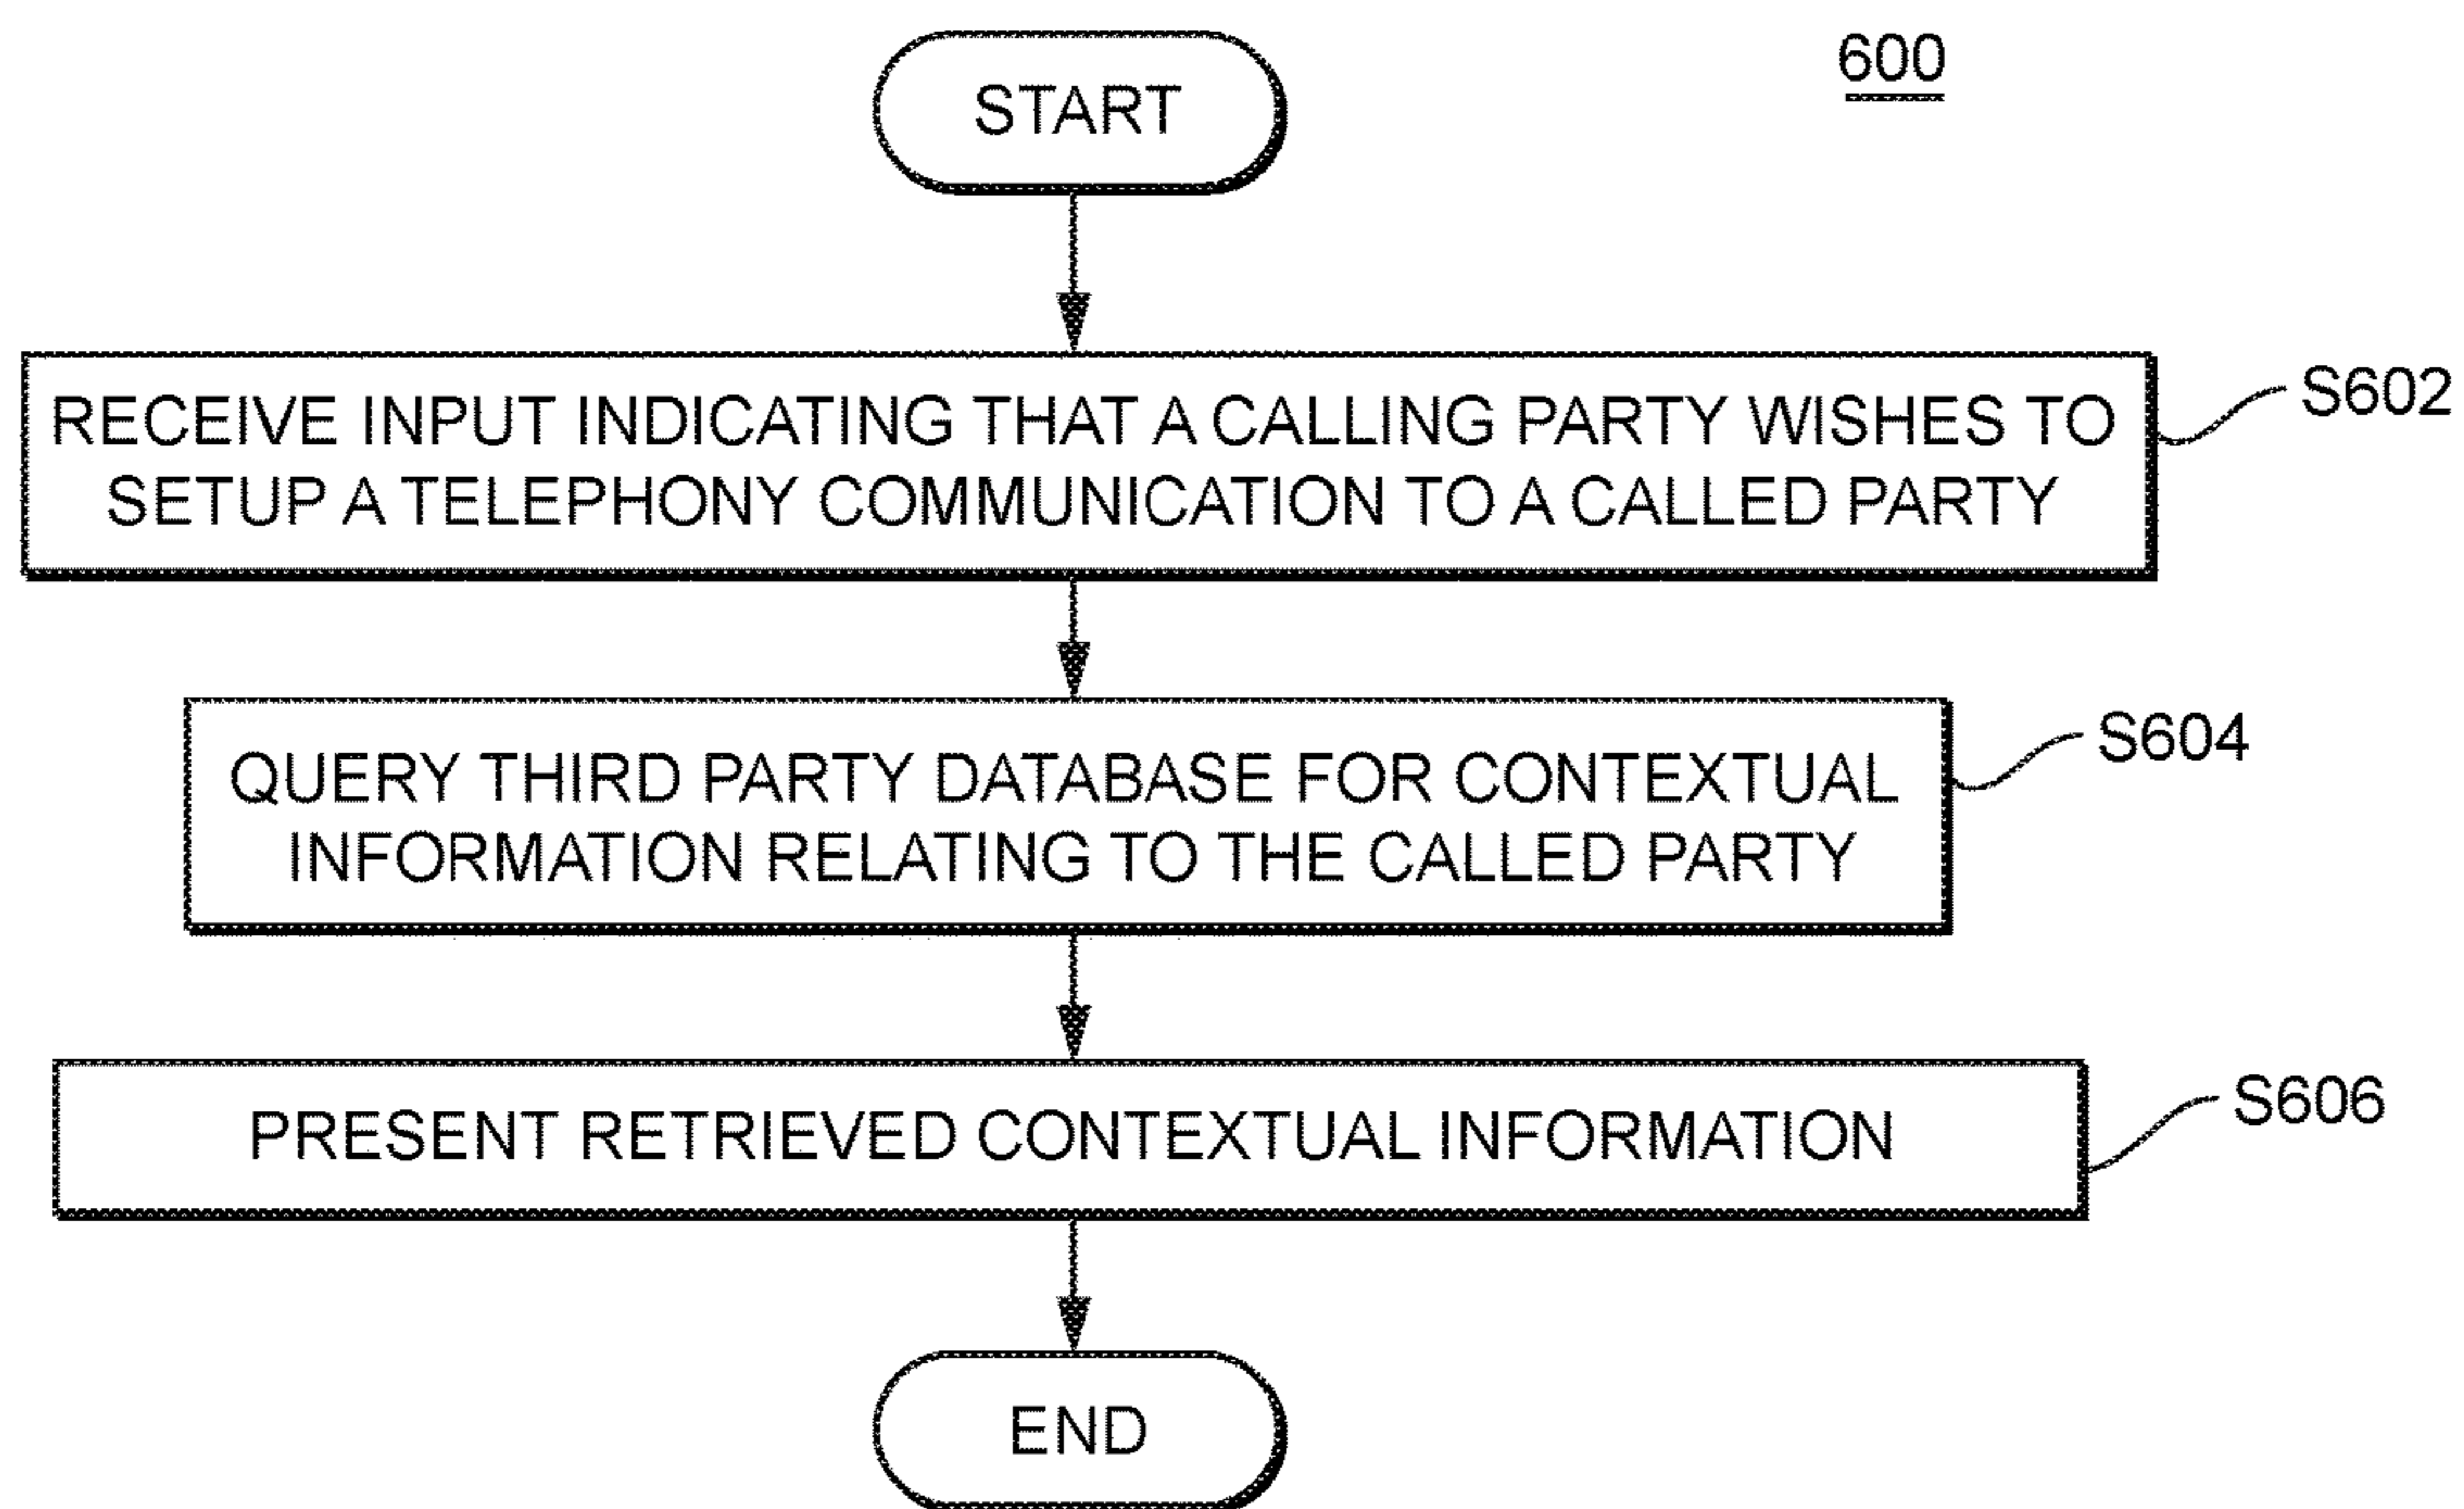 600
START
RECEIVE INPUT INDICATING THAT A CALLING PARTY WISHES TO
SETUP A TELEPHONY COMMUNICATION TO A CALLED PARTY
S602
QUERY THIRD PARTY DATABASE FOR CONTEXTUAL
INFORMATION RELATING TO THE CALLED PARTY
S604
PRESENT RETRIEVED CONTEXTUAL INFORMATION
S606
END